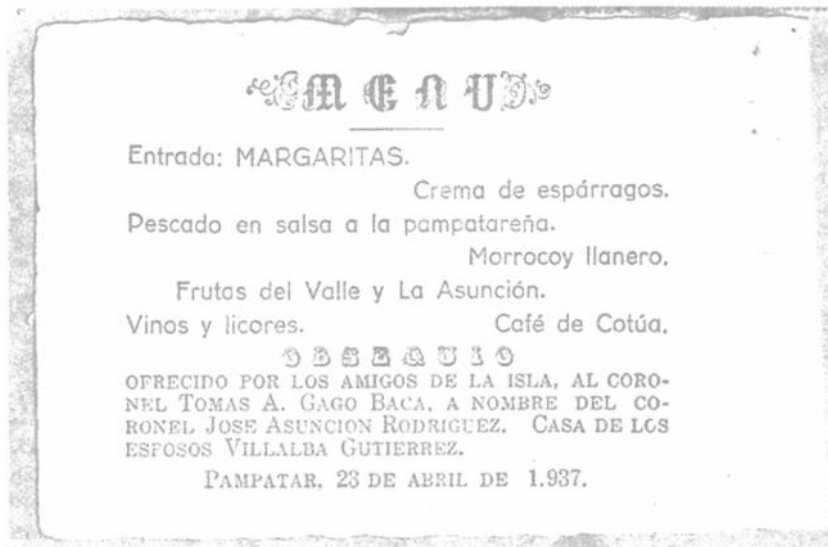 MENU
Entrada: MARGARITAS.
Crema de espárragos.
Pescado en salsa a la pampatareña.
Morrocoy llanero.
Frutas del Valle y La Asunción.
Vinos y licores. Café de Cotúa.
OBSEQUIO
OFRECIDO POR LOS AMIGOS DE LA ISLA, AL CORO-
NEL TOMAS A. GAGO BACA, A NOMBRE DEL CO-
RONEL JOSE ASUNCION RODRIGUEZ. CASA DE LOS
ESPOSOS VILLALBA GUTIERREZ.
PAMPATAR, 23 DE ABRIL DE 1.937.